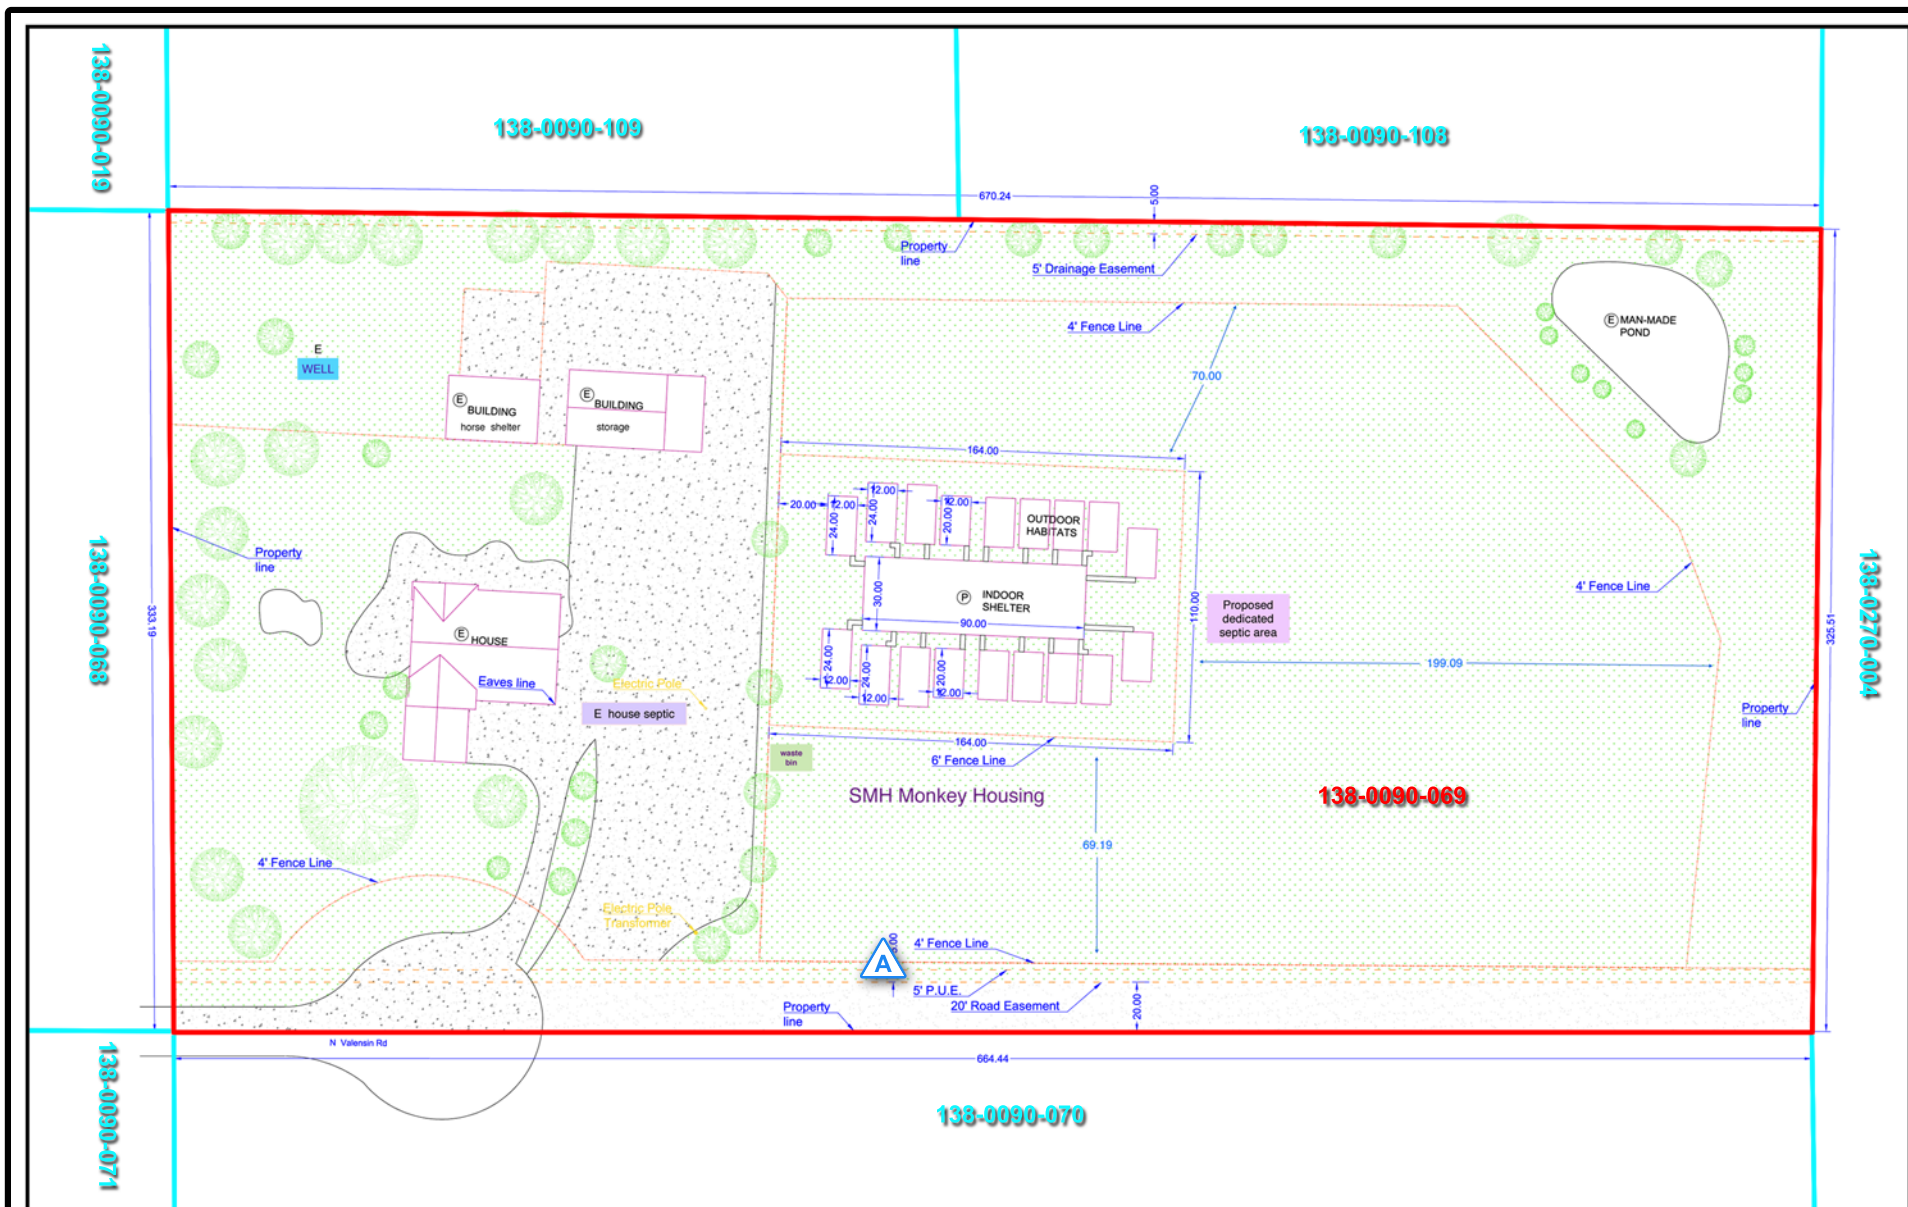 138-0090-019
138-0090-109
138-0090-108
670.24
5.00
Property
line
5' Drainage Easement
4' Fence Line
E MAN-MADE
POND
E
WELL
70.00
E
BUILDING
horse shelter
E
BUILDING
storage
164.00
20.00
12.00
24.00
12.00
24.00
12.00
20.00
OUTDOOR
HABITATS
Property
line
138-0090-068
333.19
30.00
P INDOOR
SHELTER
90.00
110.00
Proposed
dedicated
septic area
4' Fence Line
138-0270-004
325.51
E HOUSE
Eaves line
Electric Pole
E house septic
24.00
12.00
24.00
12.00
20.00
12.00
199.09
Property
line
164.00
6' Fence Line
waste
bin
SMH Monkey Housing
138-0090-069
69.19
4' Fence Line
Electric Pole
Transformer
A
4' Fence Line
5' P.U.E.
20' Road Easement
20.00
Property
line
N Valensin Rd
664.44
138-0090-071
138-0090-070